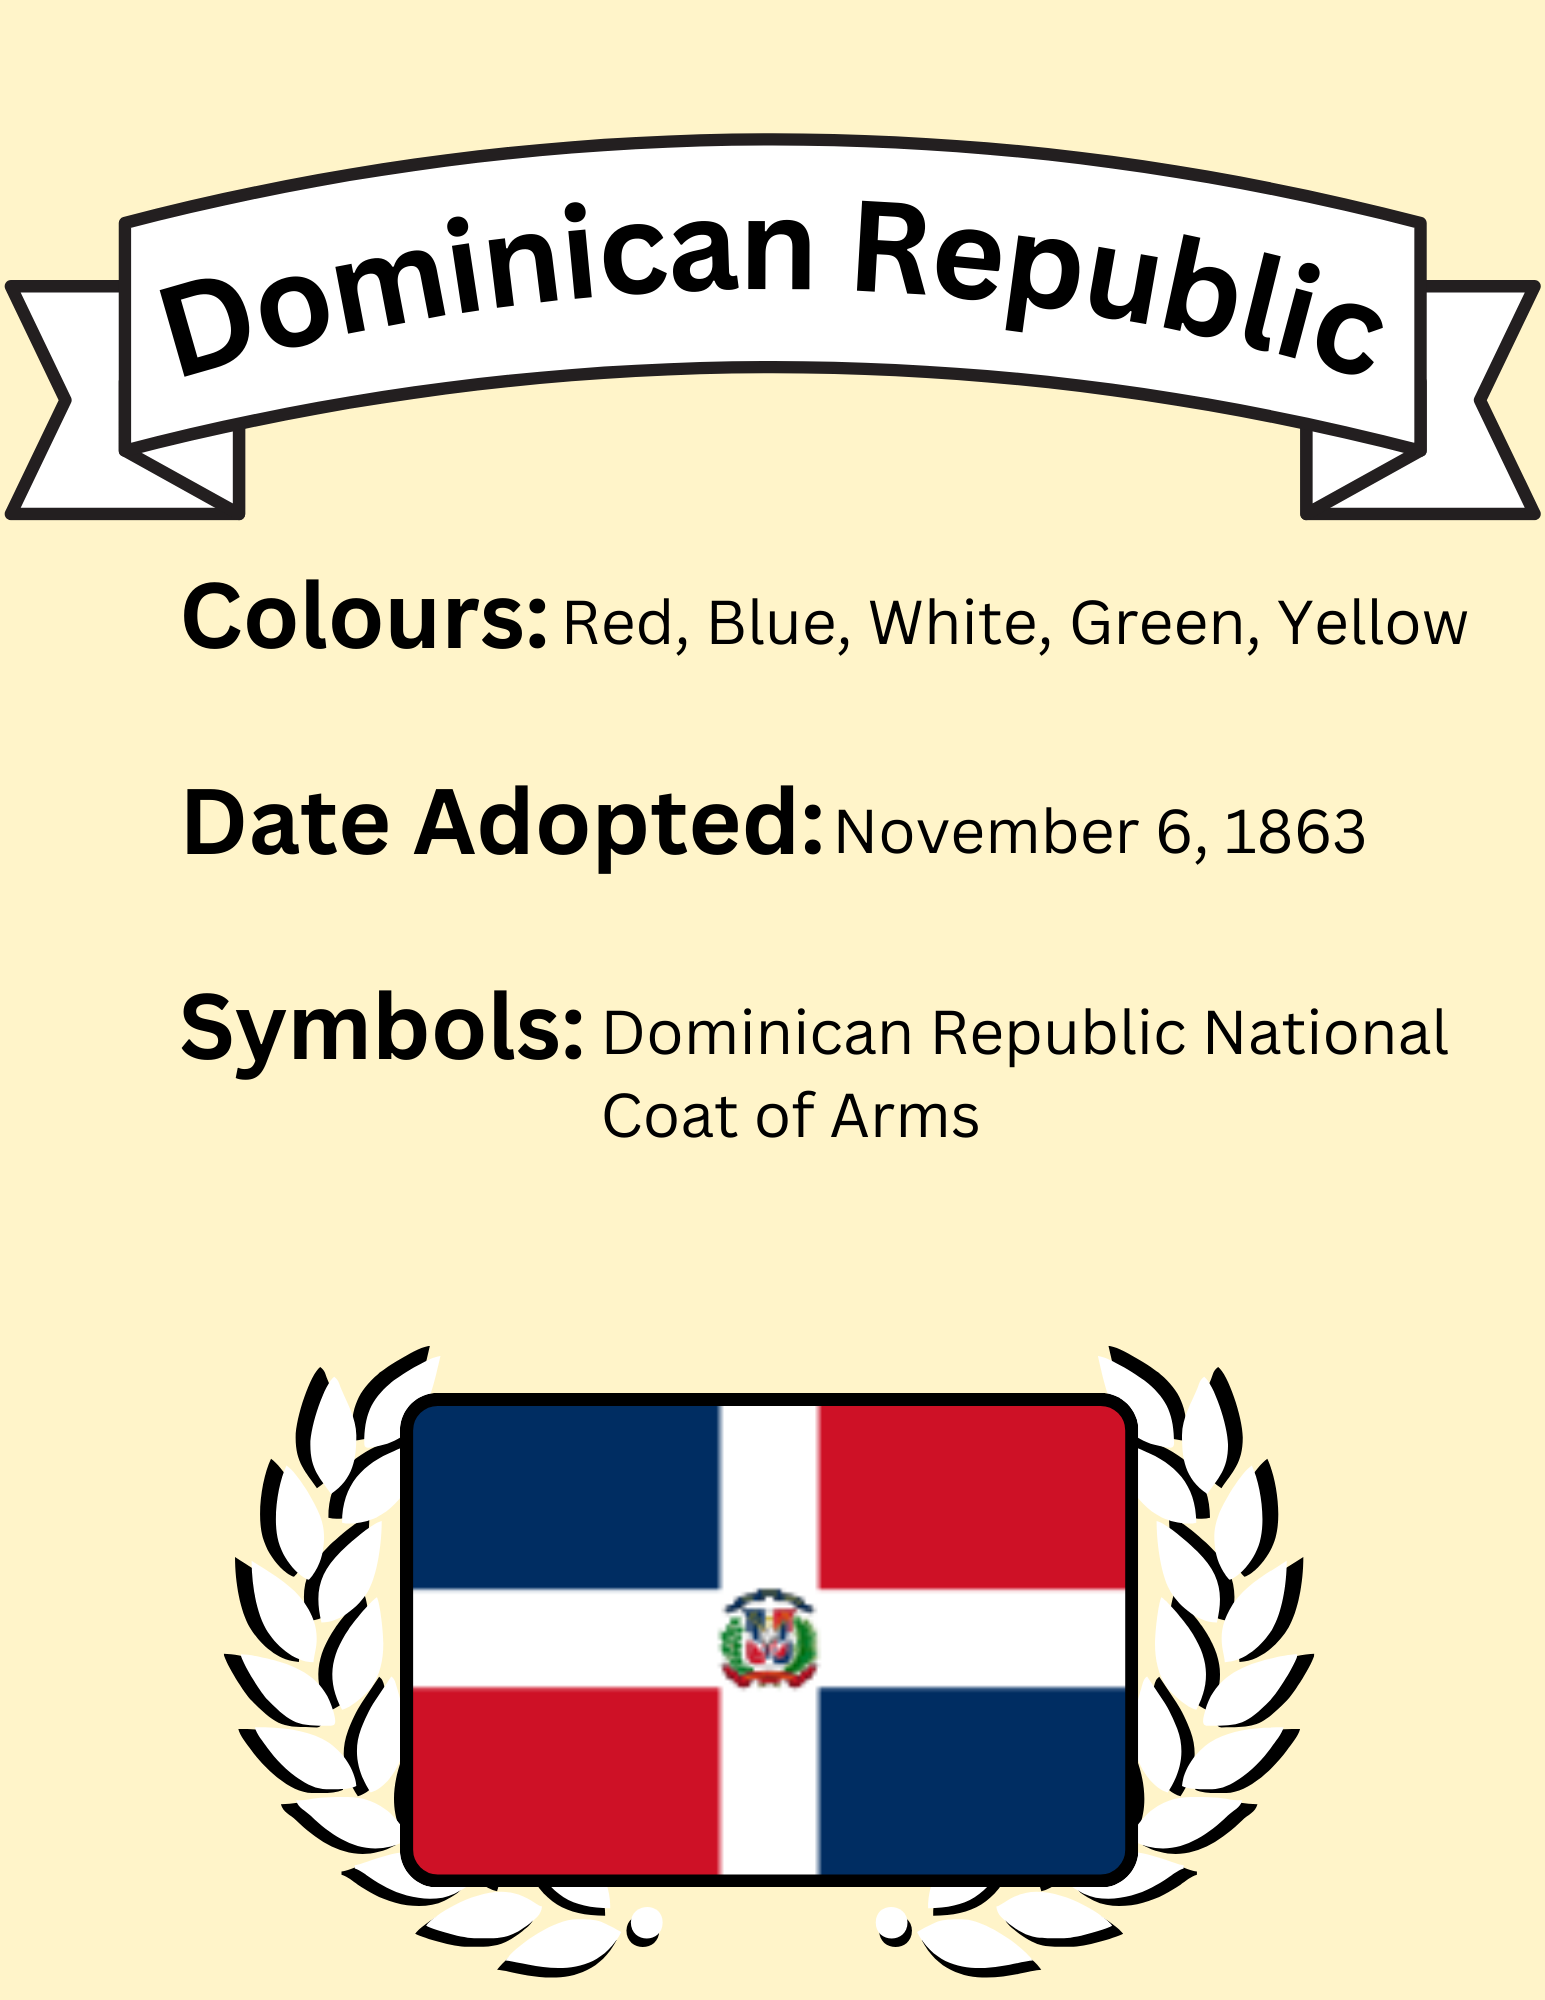 Dominican Republic
Colours: Red, Blue, White, Green, Yellow
Date Adopted: November 6, 1863
Symbols: Dominican Republic National
Coat of Arms